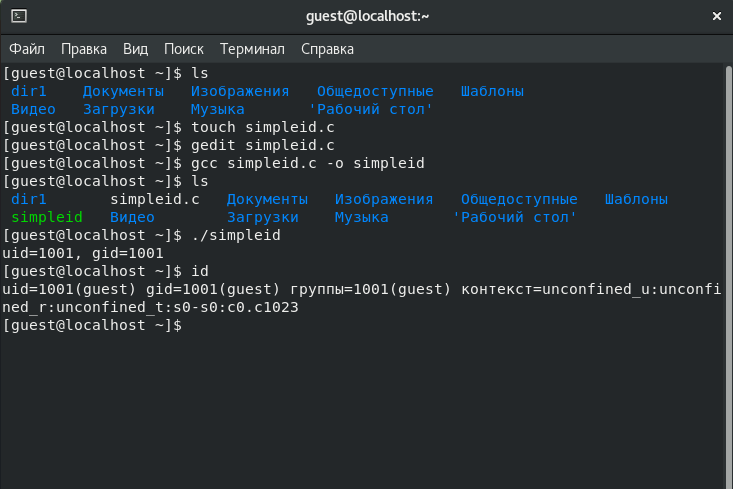 guest@localhost:~
Файл Правка Вид Поиск Терминал Справка
[guest@localhost ~]$ ls
dir1 Документы Изображения Общедоступные Шаблоны
Видео Загрузки Музыка 'Рабочий стол'
[guest@localhost ~]$ touch simpleid.c
[guest@localhost ~]$ gedit simpleid.c
[guest@localhost ~]$ gcc simpleid.c -o simpleid
[guest@localhost ~]$ ls
dir1 simpleid.c Документы Изображения Общедоступные Шаблоны
simpleid Видео Загрузки Музыка 'Рабочий стол'
[guest@localhost ~]$ ./simpleid
uid=1001, gid=1001
[guest@localhost ~]$ id
uid=1001(guest) gid=1001(guest) группы=1001(guest) контекст=unconfined_u:unconfi
ned_r:unconfined_t:s0-s0:c0.c1023
[guest@localhost ~]$